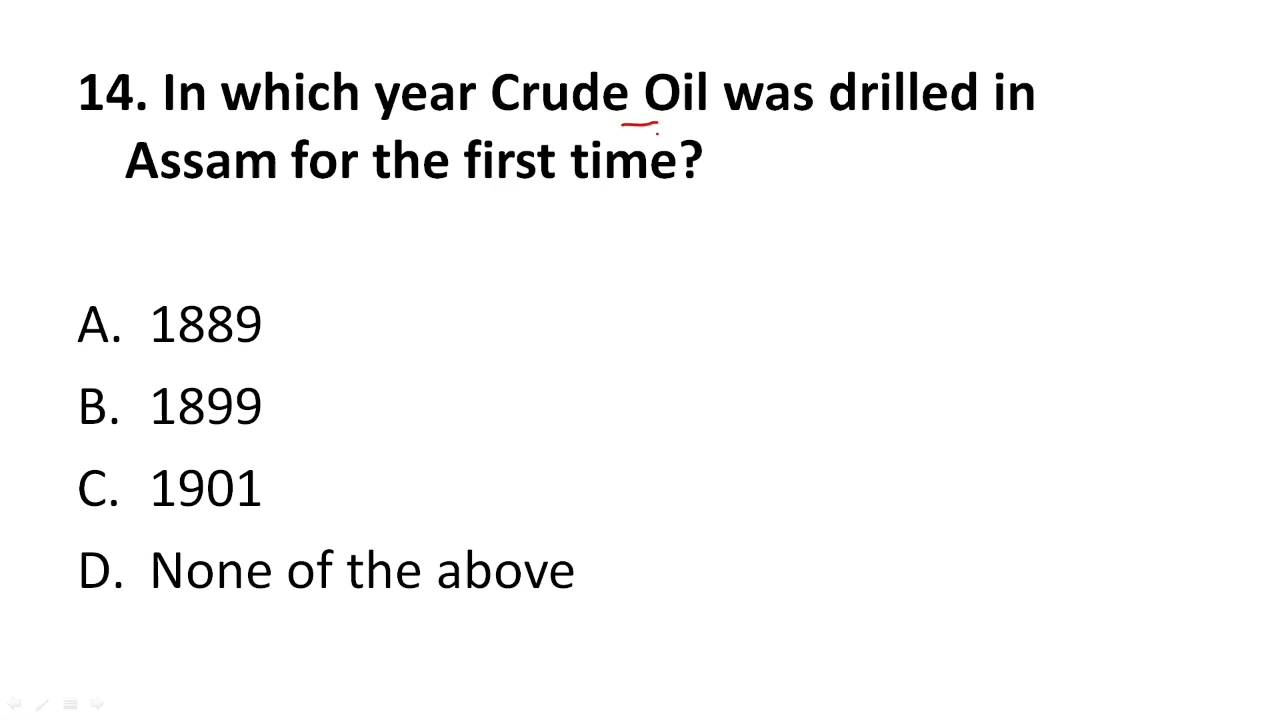 14. In which year Crude Oil was drilled in
Assam for the first time?
A. 1889
B. 1899
C. 1901
D. None of the above